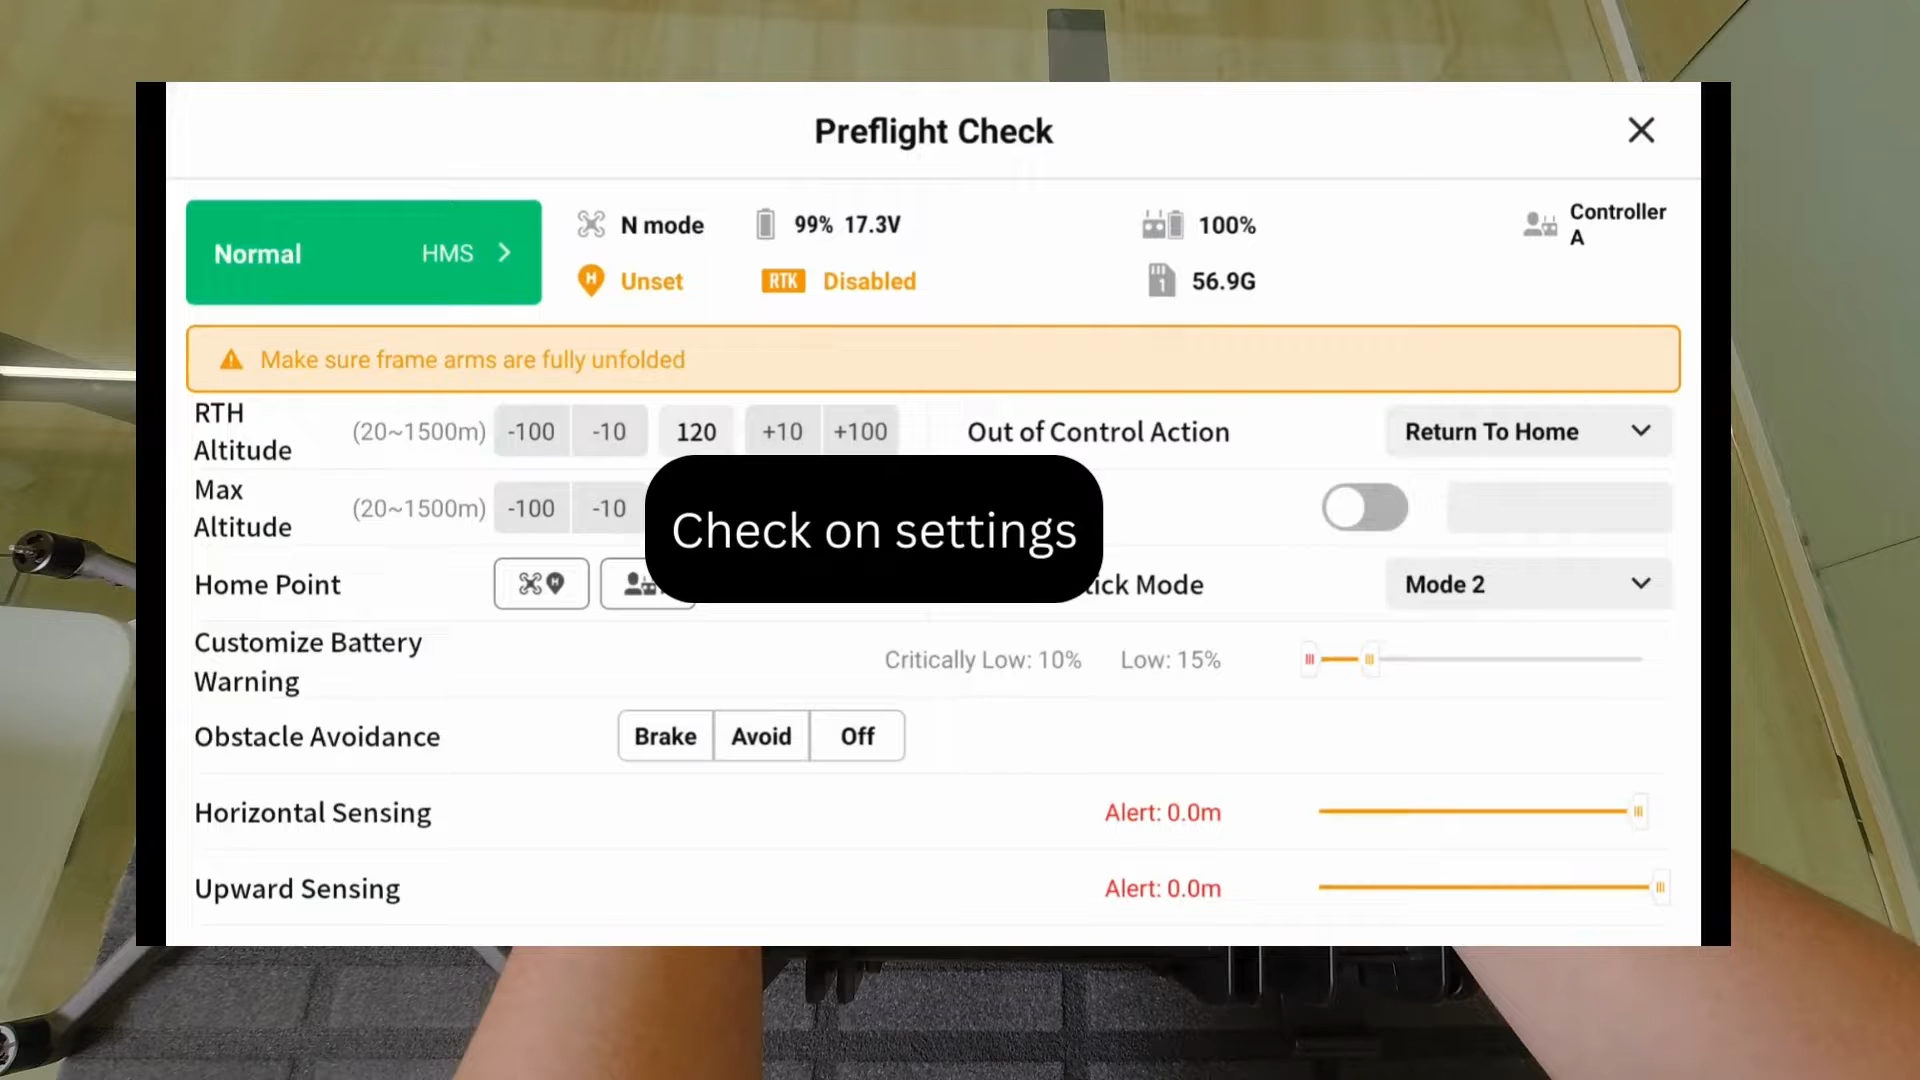 Preflight Check
Normal HMS
N mode 99% 17.3V 100% Controller A
H Unset RTK Disabled 1 56.9G
Make sure frame arms are fully unfolded
RTH Altitude (20~1500m) -100 -10 120 +10 +100 Out of Control Action Return To Home
Max Altitude (20~1500m) -100 -10
Check on settings
Home Point H Mode Mode 2
Customize Battery Warning Critically Low: 10% Low: 15%
Obstacle Avoidance Brake Avoid Off
Horizontal Sensing Alert: 0.0m
Upward Sensing Alert: 0.0m